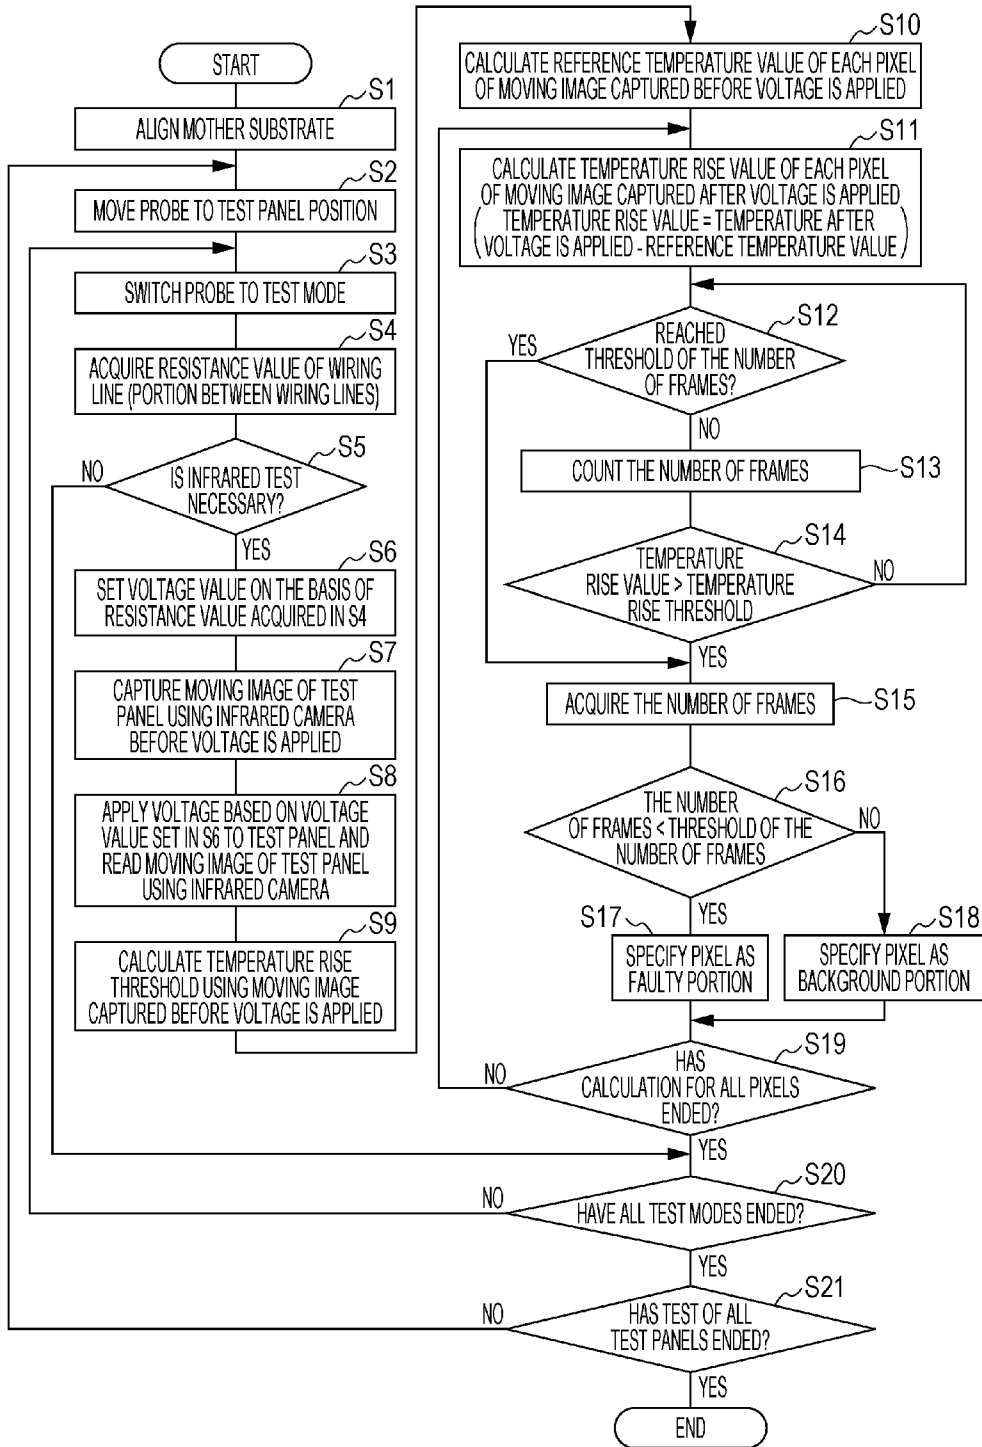 START
S1
ALIGN MOTHER SUBSTRATE
S2
MOVE PROBE TO TEST PANEL POSITION
S3
SWITCH PROBE TO TEST MODE
S4
ACQUIRE RESISTANCE VALUE OF WIRING
LINE (PORTION BETWEEN WIRING LINES)
S5
NO
IS INFRARED TEST
NECESSARY?
YES
S6
SET VOLTAGE VALUE ON THE BASIS OF
RESISTANCE VALUE ACQUIRED IN S4
S7
CAPTURE MOVING IMAGE OF TEST
PANEL USING INFRARED CAMERA
BEFORE VOLTAGE IS APPLIED
S8
APPLY VOLTAGE BASED ON VOLTAGE
VALUE SET IN S6 TO TEST PANEL AND
READ MOVING IMAGE OF TEST PANEL
USING INFRARED CAMERA
S9
CALCULATE TEMPERATURE RISE
THRESHOLD USING MOVING IMAGE
CAPTURED BEFORE VOLTAGE IS APPLIED
S10
CALCULATE REFERENCE TEMPERATURE VALUE OF EACH PIXEL
OF MOVING IMAGE CAPTURED BEFORE VOLTAGE IS APPLIED
S11
CALCULATE TEMPERATURE RISE VALUE OF EACH PIXEL
OF MOVING IMAGE CAPTURED AFTER VOLTAGE IS APPLIED
(TEMPERATURE RISE VALUE = TEMPERATURE AFTER
VOLTAGE IS APPLIED - REFERENCE TEMPERATURE VALUE)
S12
YES
REACHED
THRESHOLD OF THE NUMBER
OF FRAMES?
NO
S13
COUNT THE NUMBER OF FRAMES
S14
TEMPERATURE
RISE VALUE > TEMPERATURE
RISE THRESHOLD
NO
YES
S15
ACQUIRE THE NUMBER OF FRAMES
S16
THE NUMBER
OF FRAMES < THRESHOLD OF THE
NUMBER OF FRAMES
NO
YES
S17
SPECIFY PIXEL AS
FAULTY PORTION
S18
SPECIFY PIXEL AS
BACKGROUND PORTION
S19
NO
HAS
CALCULATION FOR ALL PIXELS
ENDED?
YES
S20
NO
HAVE ALL TEST MODES ENDED?
YES
S21
NO
HAS TEST OF ALL
TEST PANELS ENDED?
YES
END